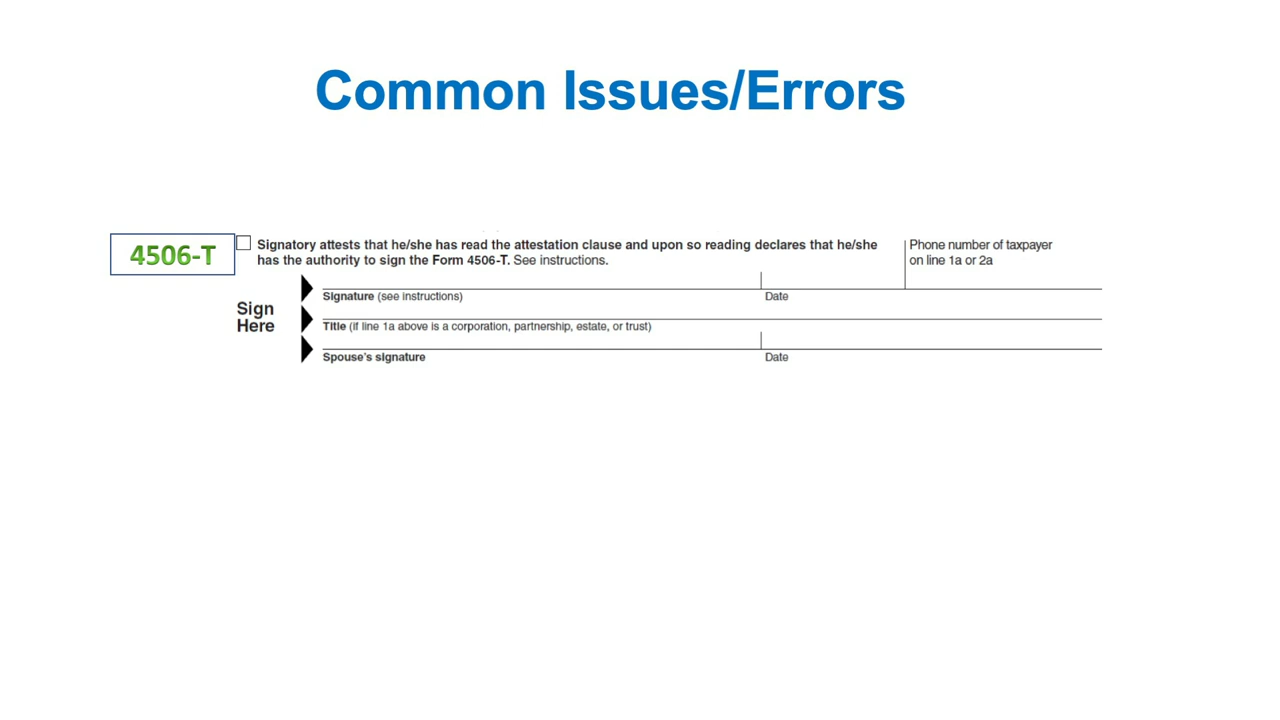 Common Issues/Errors
4506-T
Signatory attests that he/she has read the attestation clause and upon so reading declares that he/she
has the authority to sign the Form 4506-T. See instructions.
Phone number of taxpayer
on line 1a or 2a
Sign
Here
Signature (see instructions)
Date
Title (if line 1a above is a corporation, partnership, estate, or trust)
Spouse's signature
Date